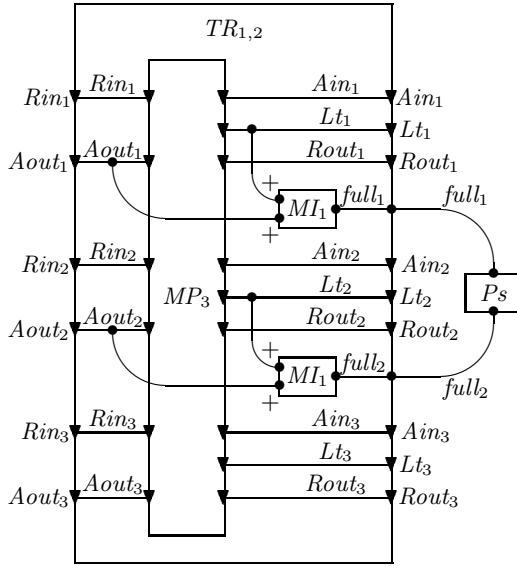 TR1,2
Rin1 Rin1 Ain1 Ain1
Lt1 Lt1
Aout1 Aout1 Rout1 Rout1
+
MI1 full1 full1
+
Rin2 Rin2 Ain2 Ain2
MP3 Lt2 Lt2 Ps
Aout2 Aout2 Rout2 Rout2
+
MI1 full2 full2
+
Rin3 Rin3 Ain3 Ain3
Lt3 Lt3
Aout3 Aout3 Rout3 Rout3